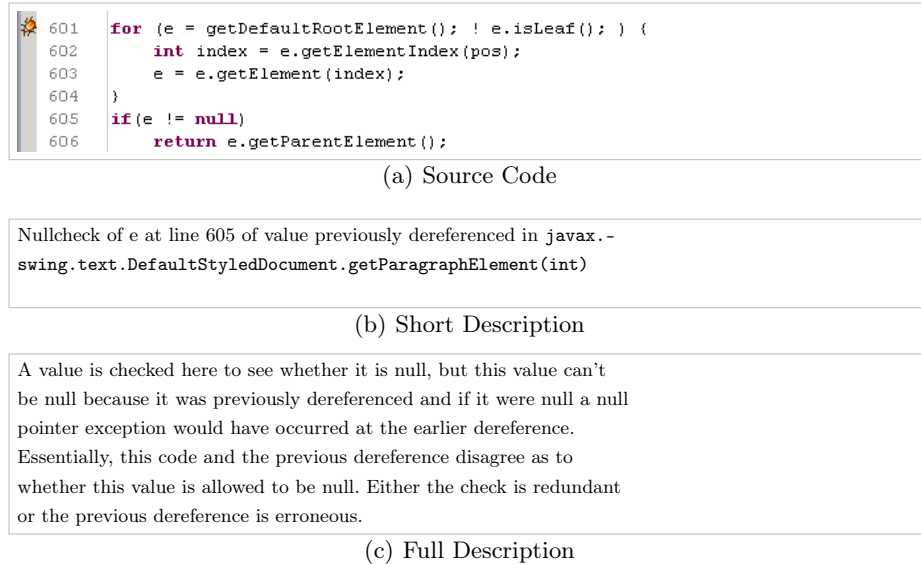 601 for (e = getDefaultRootElement(); ! e.isLeaf(); ) {
602 int index = e.getElementIndex(pos);
603 e = e.getElement(index);
604 }
605 if(e != null)
606 return e.getParentElement();
(a) Source Code
Nullcheck of e at line 605 of value previously dereferenced in javax.-
swing.text.DefaultStyledDocument.getParagraphElement(int)
(b) Short Description
A value is checked here to see whether it is null, but this value can't
be null because it was previously dereferenced and if it were null a null
pointer exception would have occurred at the earlier dereference.
Essentially, this code and the previous dereference disagree as to
whether this value is allowed to be null. Either the check is redundant
or the previous dereference is erroneous.
(c) Full Description